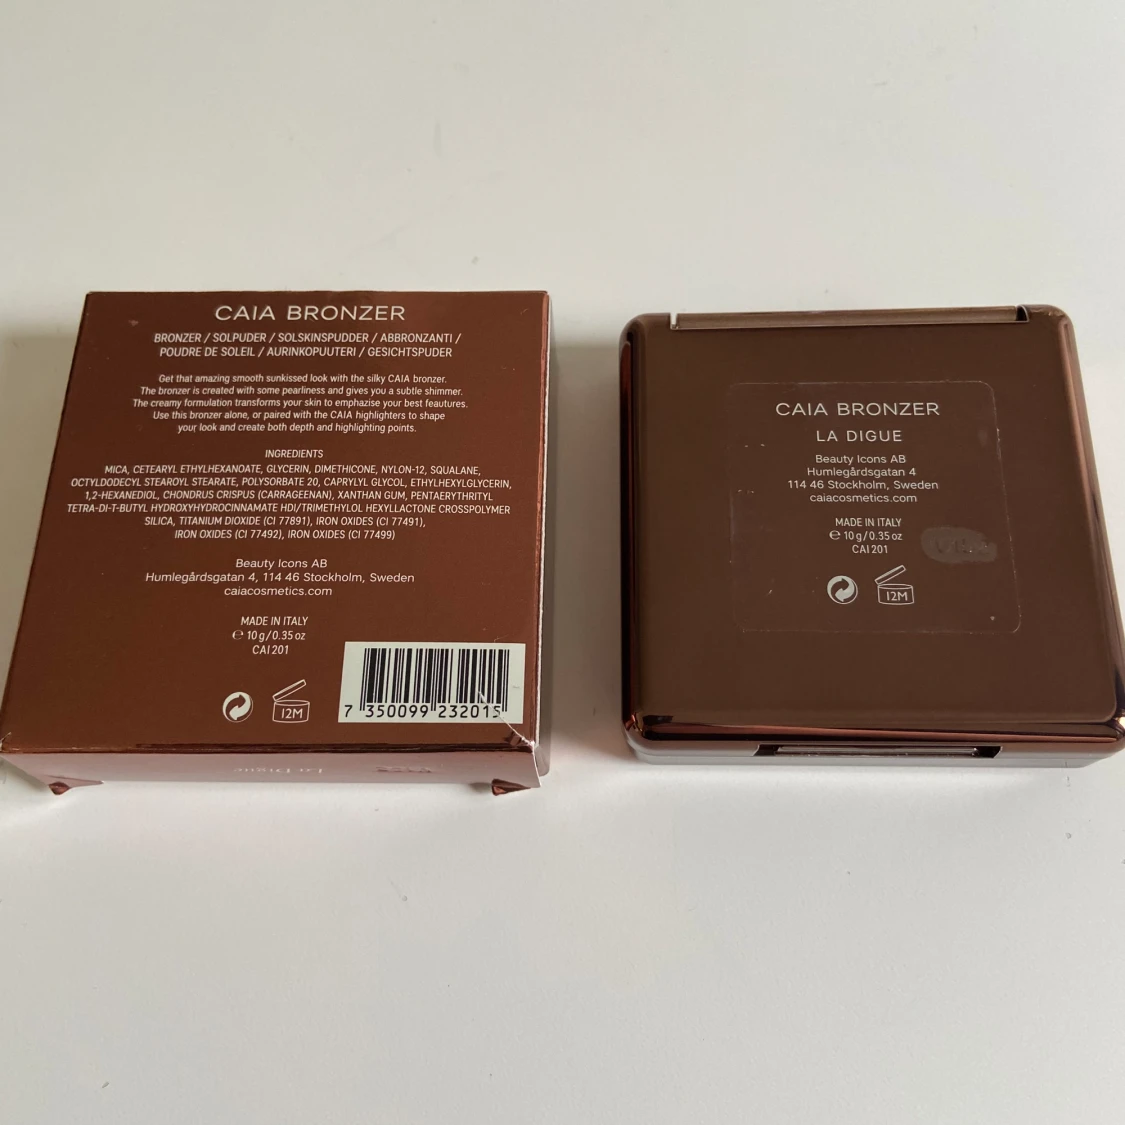 CAIA BRONZER
BRONZER / SOLPUDER / SOLSKINSPUDDER / ABBRONZANTI /
POUDRE DE SOLEIL / AURINKOPUUTERI / GESICHTSPUDER
Get that amazing smooth sunkissed look with the silky CAIA bronzer.
The bronzer is created with some pearliness and gives you a subtle shimmer.
The creamy formulation transforms your skin to emphazise your best feautures.
Use this bronzer alone, or paired with the CAIA highlighters to shape
your look and create both depth and highlighting points.
INGREDIENTS
MICA, CETEARYL ETHYLHEXANOATE, GLYCERIN, DIMETHICONE, NYLON-12, SQUALANE,
OCTYLDODECYL STEAROYL STEARATE, POLYSORBATE 20, CAPRYLYL GLYCOL, ETHYLHEXYLGLYCERIN,
1,2-HEXANEDIOL, CHONDRUS CRISPUS (CARRAGEENAN), XANTHAN GUM, PENTAERYTHRITYL
TETRA-DI-T-BUTYL HYDROXYHYDROCINNAMATE HDI/TRIMETHYLOL HEXYLLACTONE CROSSPOLYMER
SILICA, TITANIUM DIOXIDE (CI 77891), IRON OXIDES (CI 77491),
IRON OXIDES (CI 77492), IRON OXIDES (CI 77499)
Beauty Icons AB
Humlegårdsgatan 4, 114 46 Stockholm, Sweden
caiacosmetics.com
MADE IN ITALY
℮ 10 g / 0.35 oz
CAI201
12M
7 350099 232015
La Digue
CAIA BRONZER
LA DIGUE
Beauty Icons AB
Humlegårdsgatan 4
114 46 Stockholm, Sweden
caiacosmetics.com
MADE IN ITALY
℮ 10 g / 0.35 oz
CAI201
12M